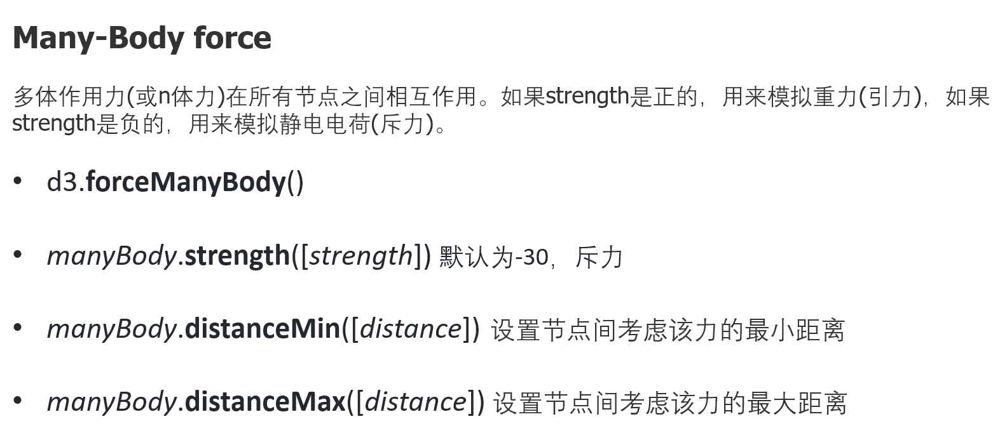 Many-Body force
多体作用力(或n体力)在所有节点之间相互作用。如果strength是正的，用来模拟重力(引力)，如果
strength是负的，用来模拟静电电荷(斥力)。
• d3.forceManyBody()
• manyBody.strength([strength]) 默认为-30，斥力
• manyBody.distanceMin([distance]) 设置节点间考虑该力的最小距离
• manyBody.distanceMax([distance]) 设置节点间考虑该力的最大距离